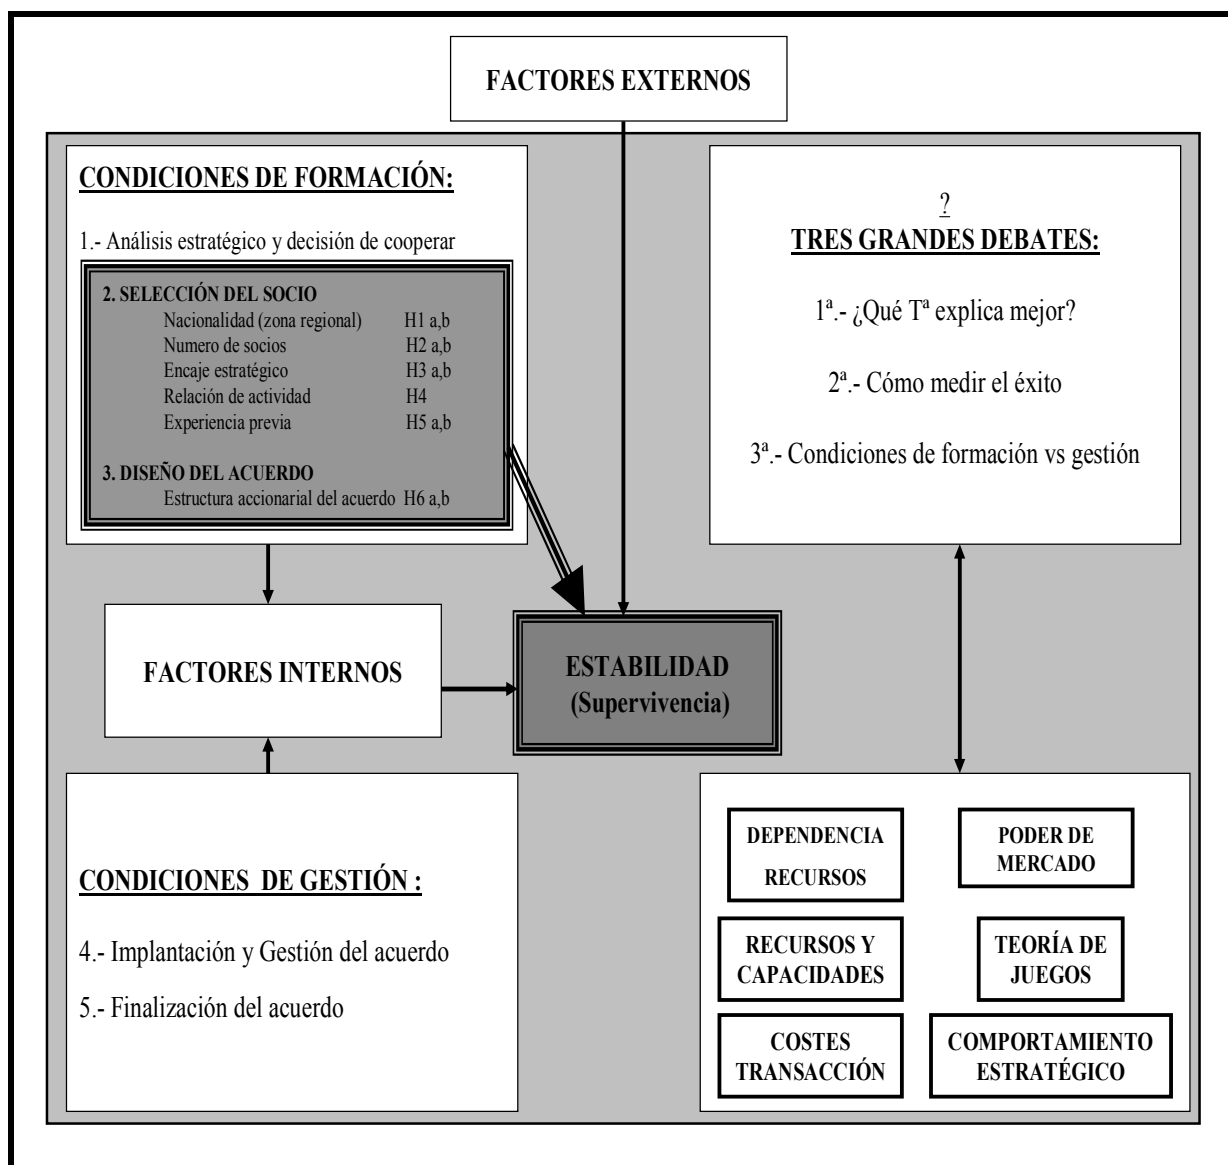 FACTORES EXTERNOS
CONDICIONES DE FORMACIÓN:
1.- Análisis estratégico y decisión de cooperar
2. SELECCIÓN DEL SOCIO
Nacionalidad (zona regional) H1 a,b
Numero de socios H2 a,b
Encaje estratégico H3 a,b
Relación de actividad H4
Experiencia previa H5 a,b
3. DISEÑO DEL ACUERDO
Estructura accionarial del acuerdo H6 a,b
?
TRES GRANDES DEBATES:
1ª.- ¿Qué Tª explica mejor?
2ª.- Cómo medir el éxito
3ª.- Condiciones de formación vs gestión
FACTORES INTERNOS
ESTABILIDAD
(Supervivencia)
CONDICIONES DE GESTIÓN :
4.- Implantación y Gestión del acuerdo
5.- Finalización del acuerdo
DEPENDENCIA
RECURSOS
PODER DE
MERCADO
RECURSOS Y
CAPACIDADES
TEORÍA DE
JUEGOS
COSTES
TRANSACCIÓN
COMPORTAMIENTO
ESTRATÉGICO